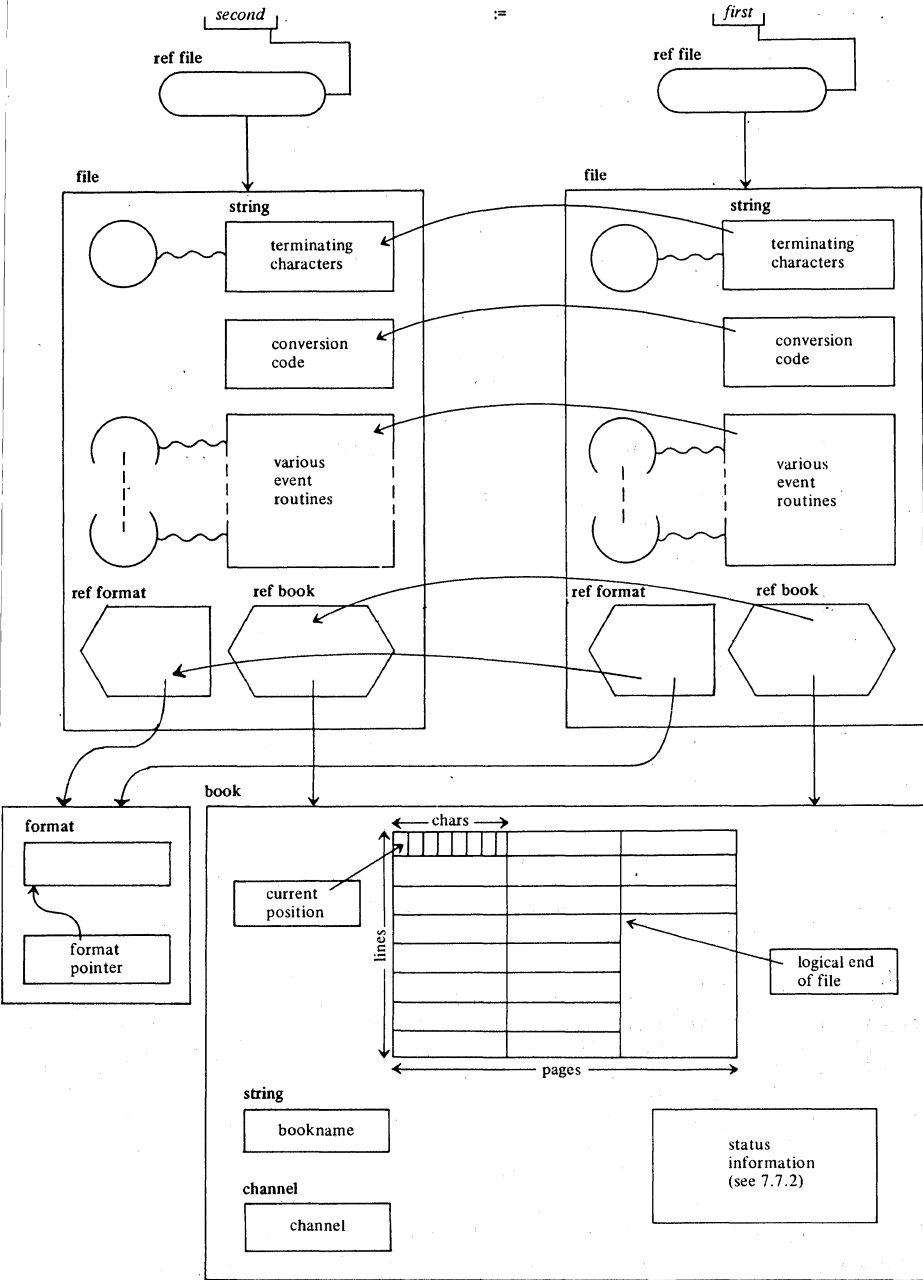 second := first
ref file
ref file
file
file
string
string
terminating
characters
terminating
characters
conversion
code
conversion
code
various
event
routines
various
event
routines
ref format
ref book
ref format
ref book
book
format
format
pointer
chars
current
position
lines
logical end
of file
pages
string
bookname
status
information
(see 7.7.2)
channel
channel